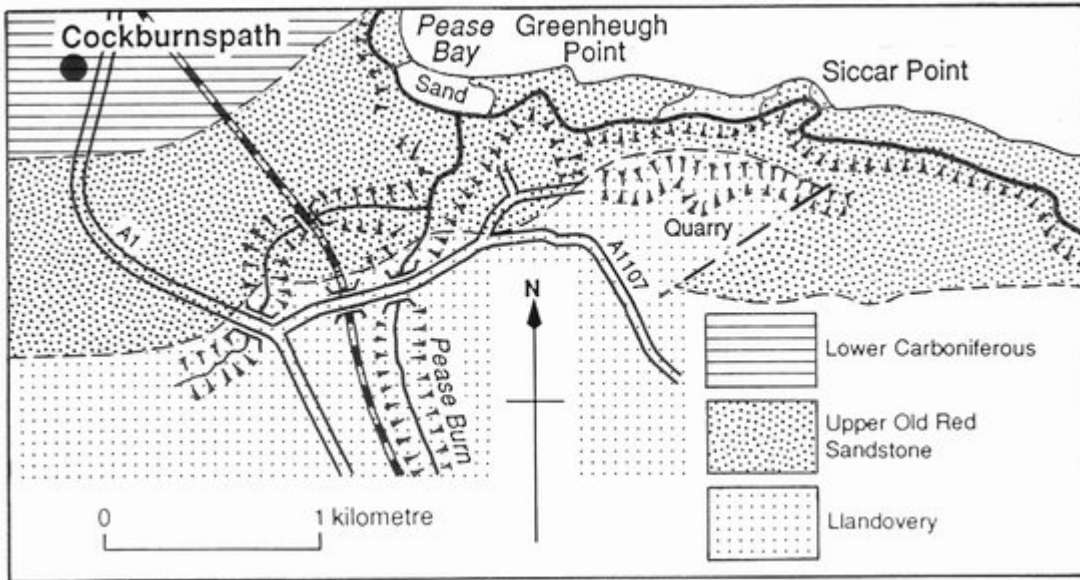 Cockburnspath
Pease
Bay
Greenheugh
Point
Siccar Point
Sand
A1
Quarry
A1107
N
Pease Burn
Lower Carboniferous
Upper Old Red
Sandstone
Llandovery
0
1 kilometre